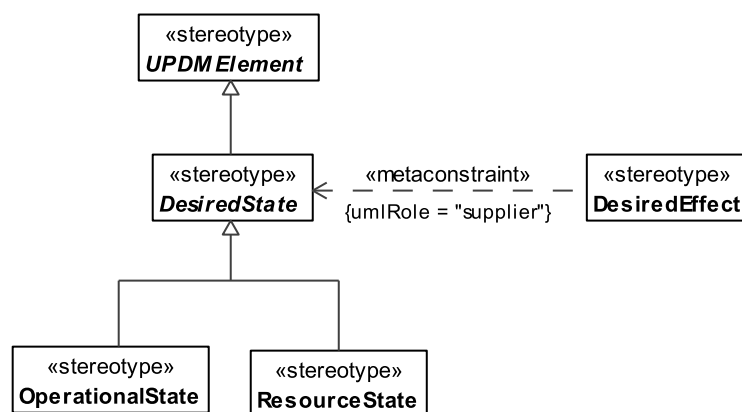 «stereotype»
UPDMElement
«stereotype»
DesiredState
«metaconstraint»
{umlRole = "supplier"}
«stereotype»
DesiredEffect
«stereotype»
OperationalState
«stereotype»
ResourceState